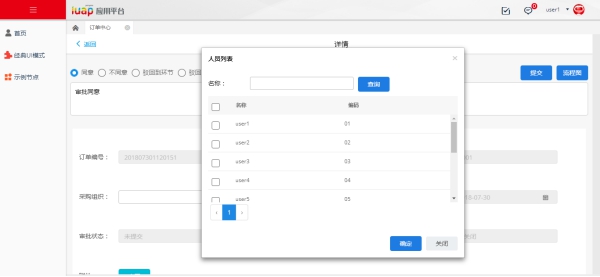 iuap 应用平台
0
user1
首页
订单中心
经典UI模式
示例节点
返回
详情
同意 不同意 驳回到环节 驳回
提交 流程图
审批同意
人员列表
名称：
查询
名称 编码
user1 01
user2 02
user3 03
user4 04
user5 05
‹ 1 ›
确定 关闭
订单编号：
采购组织：
审批状态：
未提交
关闭